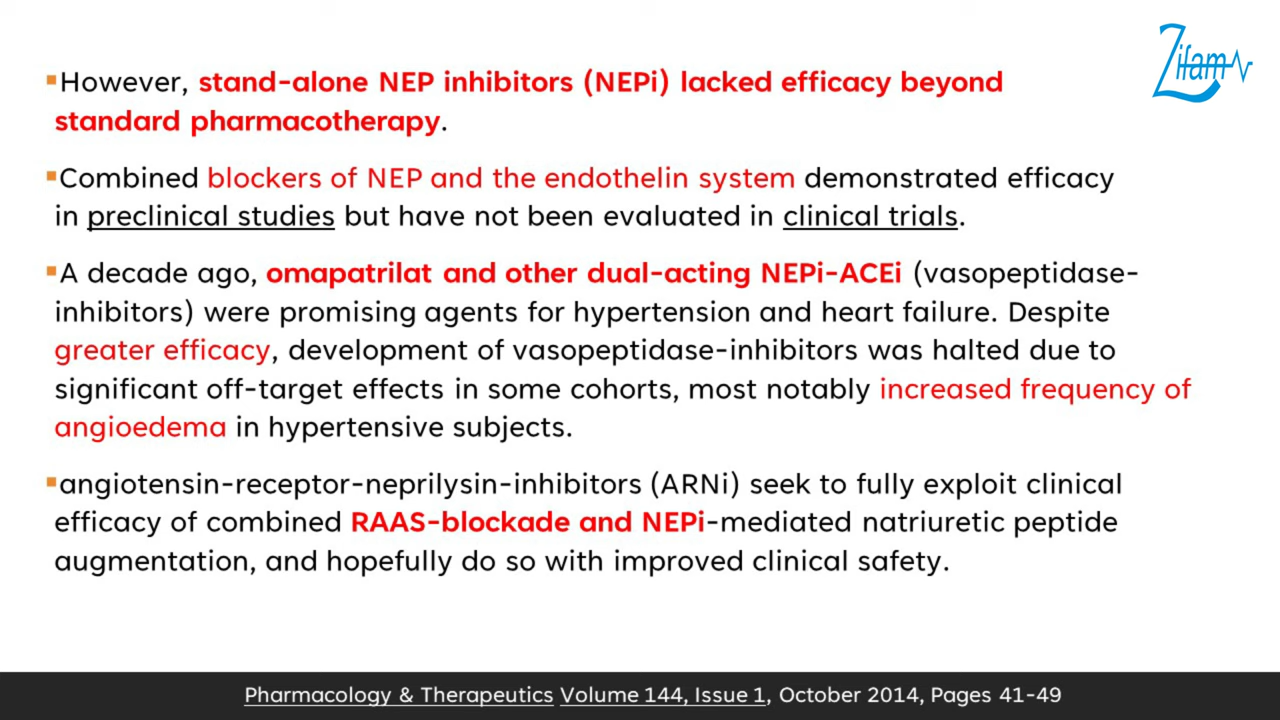 Zifam
▪However, stand-alone NEP inhibitors (NEPi) lacked efficacy beyond
standard pharmacotherapy.
▪Combined blockers of NEP and the endothelin system demonstrated efficacy
in preclinical studies but have not been evaluated in clinical trials.
▪A decade ago, omapatrilat and other dual-acting NEPi-ACEi (vasopeptidase-
inhibitors) were promising agents for hypertension and heart failure. Despite
greater efficacy, development of vasopeptidase-inhibitors was halted due to
significant off-target effects in some cohorts, most notably increased frequency of
angioedema in hypertensive subjects.
▪angiotensin-receptor-neprilysin-inhibitors (ARNi) seek to fully exploit clinical
efficacy of combined RAAS-blockade and NEPi-mediated natriuretic peptide
augmentation, and hopefully do so with improved clinical safety.
Pharmacology & Therapeutics Volume 144, Issue 1, October 2014, Pages 41-49